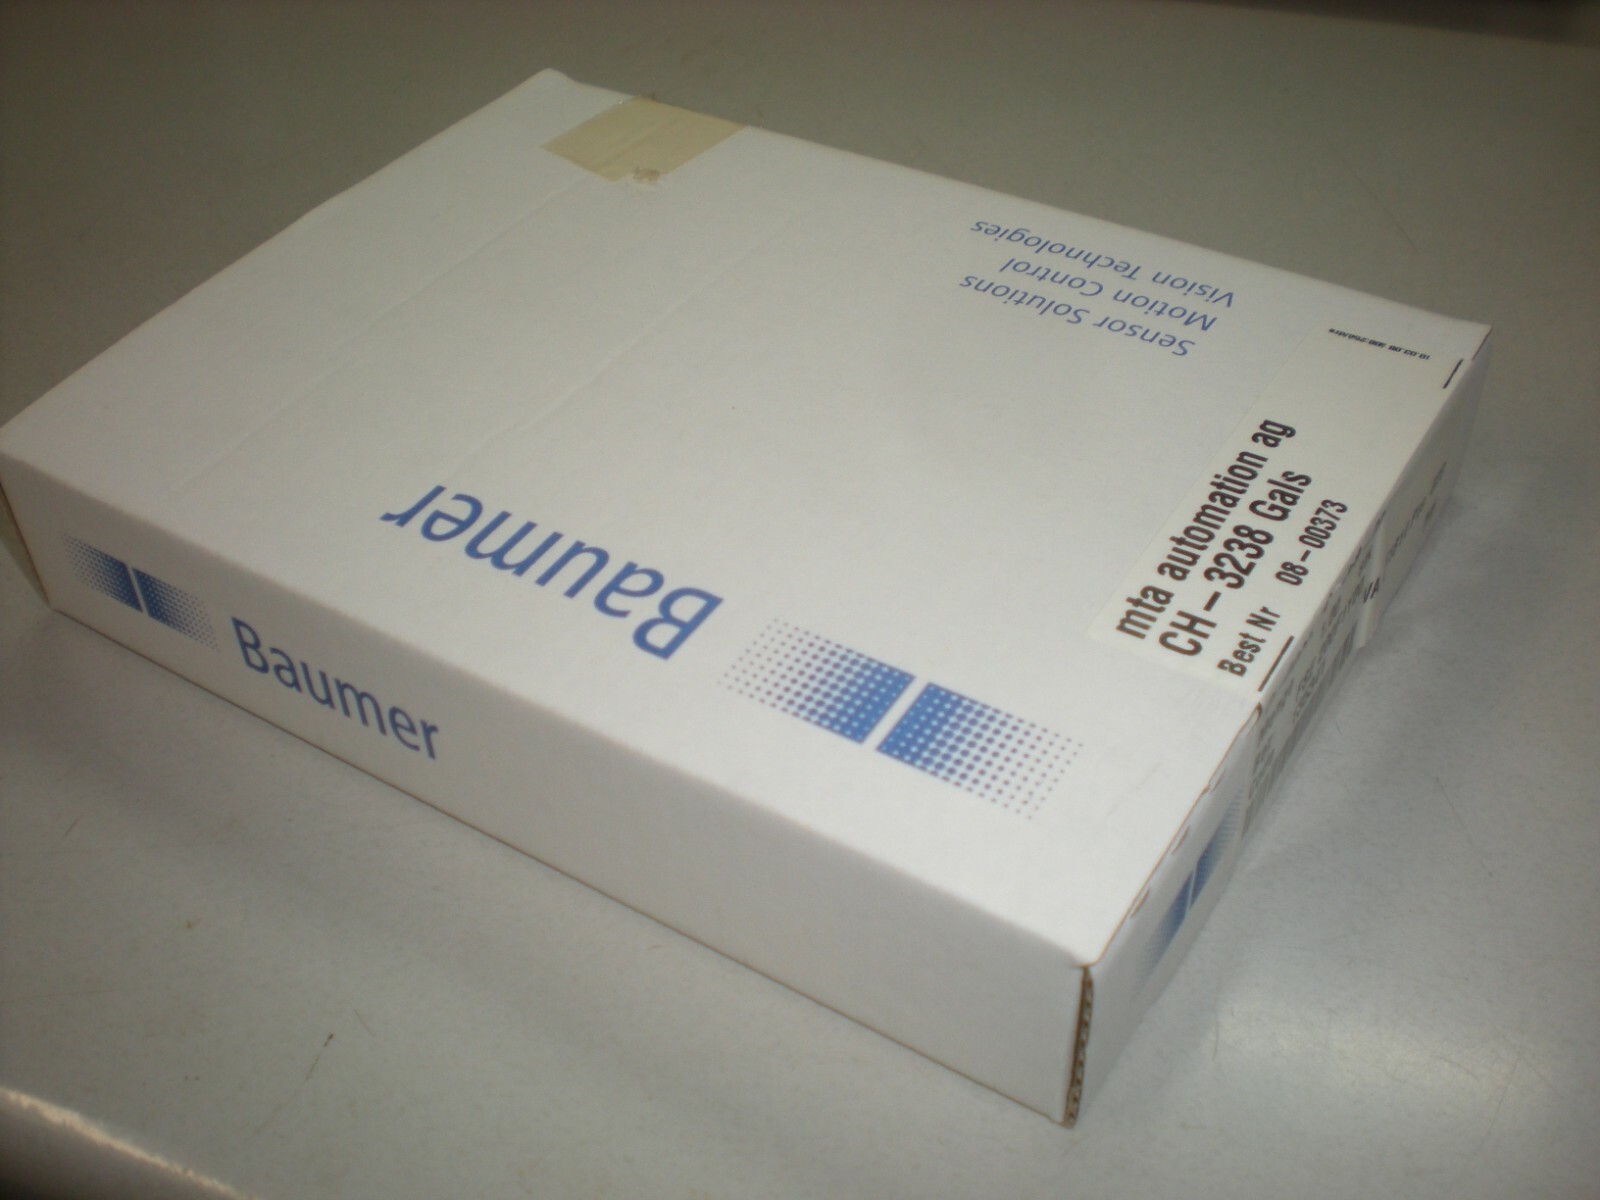 Sensor Solutions
Motion Control
Vision Technologies
Baumer
Baumer
mta automation ag
CH-3238 Gals
Best Nr 08-00373